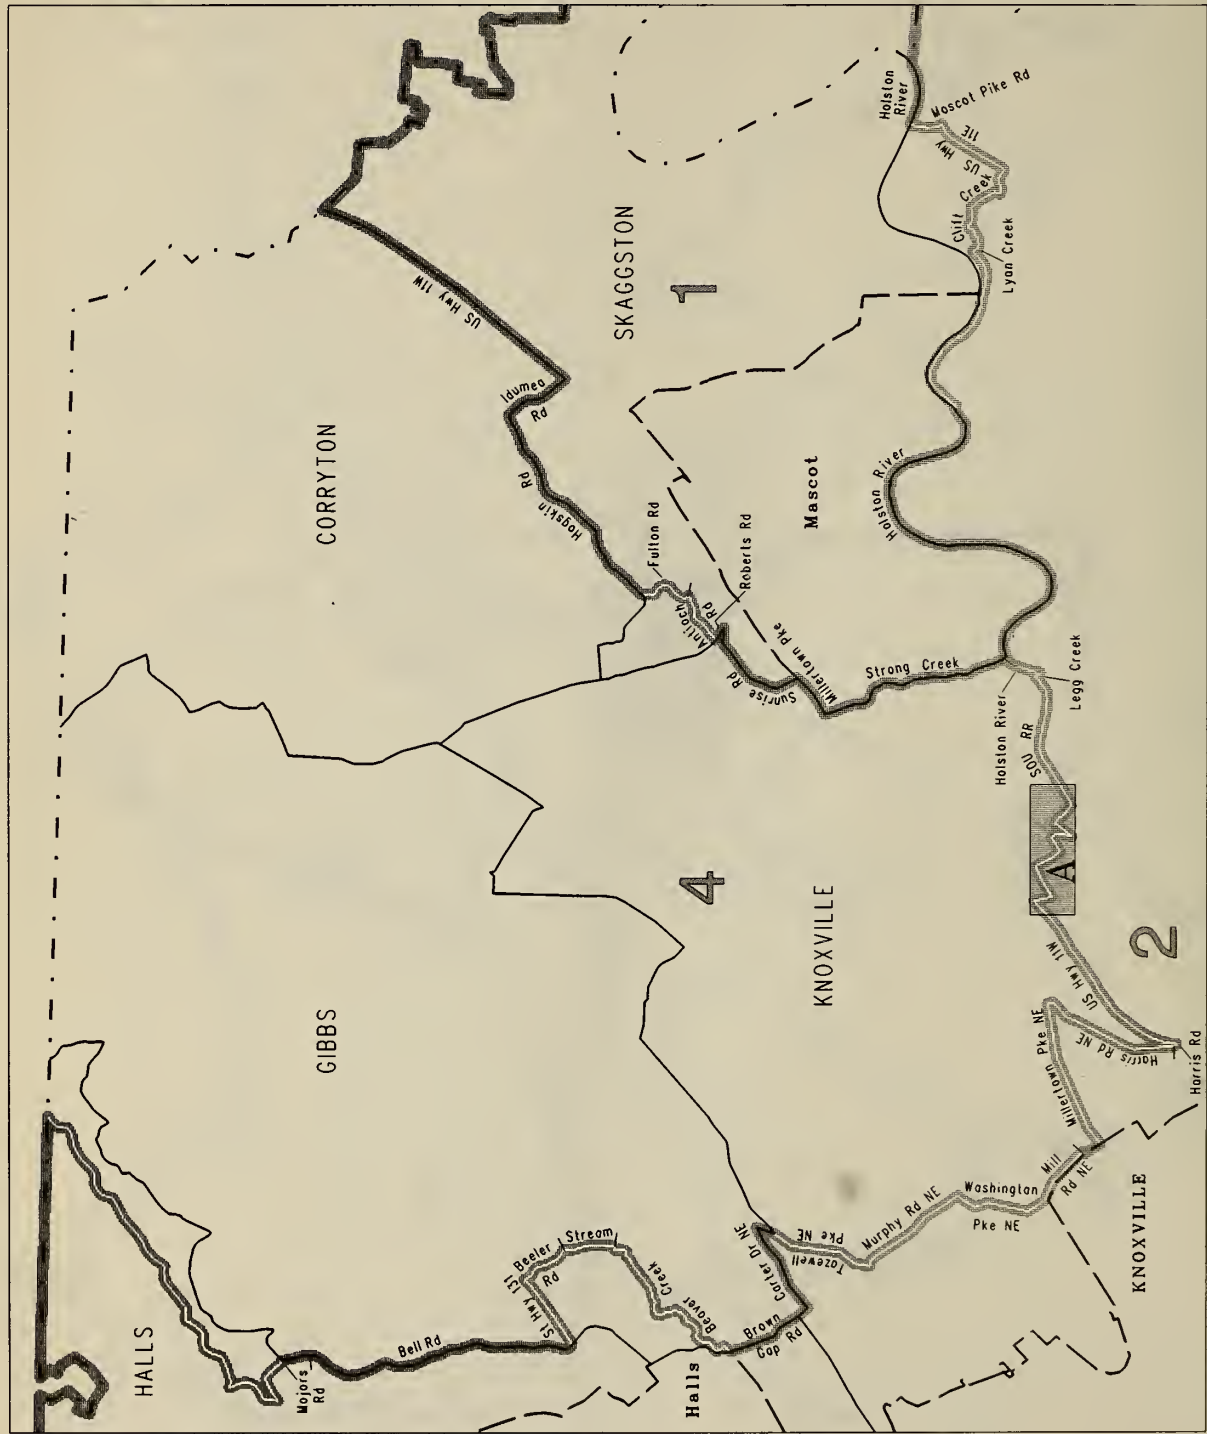 Holston
River
Moscot Pike Rd
US Hwy 11E
Clift Creek
Lyon Creek
SKAGGSTON
1
US Hwy 11W
Idumea
Rd
CORRYTON
Hogskin
Rd
Mascot
Holston River
Fulton Rd
Antioch
Rd
Roberts Rd
Sunrise Rd
Millertown Pke
Strong Creek
Holston River
Legg Creek
SOU RR
A
4
KNOXVILLE
2
US Hwy 11W
GIBBS
Millertown Pke NE
Harris Rd NE
Harris Rd
Mill
Rd NE
Washington
Pke NE
Murphy Rd NE
Tazewell
Pke NE
Carter Dr NE
Brown
Gap Rd
Beaver
Creek
Stream
Beeler
Rd
St Hwy 131
Bell Rd
Mojors
Rd
HALLS
Halls
KNOXVILLE